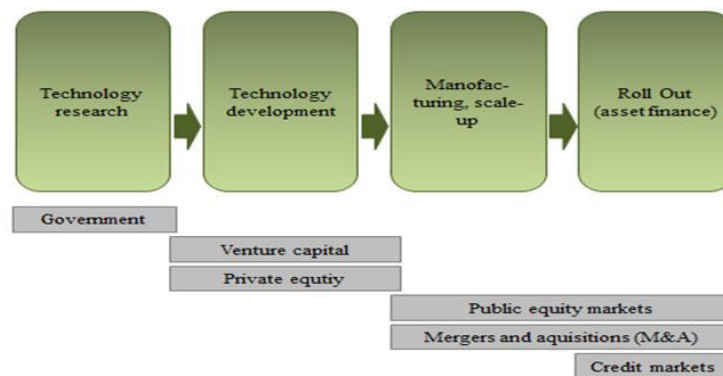 Technology
research
Technology
development
Manofac-
turing, scale-
up
Roll Out
(asset finance)
Government
Venture capital
Private equtiy
Public equity markets
Mergers and aquisitions (M&A)
Credit markets